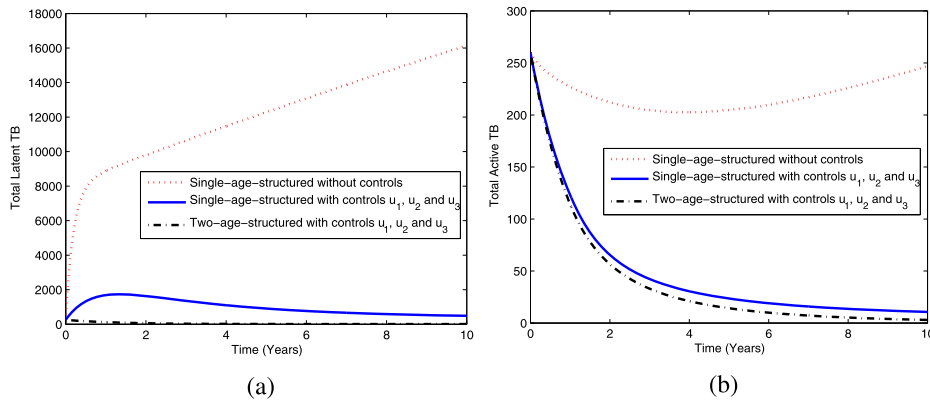 18000
16000
14000
12000
10000
8000
6000
4000
2000
0
Total Latent TB
Single-age-structured without controls
Single-age-structured with controls u1, u2 and u3
Two-age-structured with controls u1, u2 and u3
0 2 4 6 8 10
Time (Years)
(a)
300
250
200
150
100
50
0
Total Active TB
Single-age-structured without controls
Single-age-structured with controls u1, u2 and u3
Two-age-structured with controls u1, u2 and u3
0 2 4 6 8 10
Time (Years)
(b)